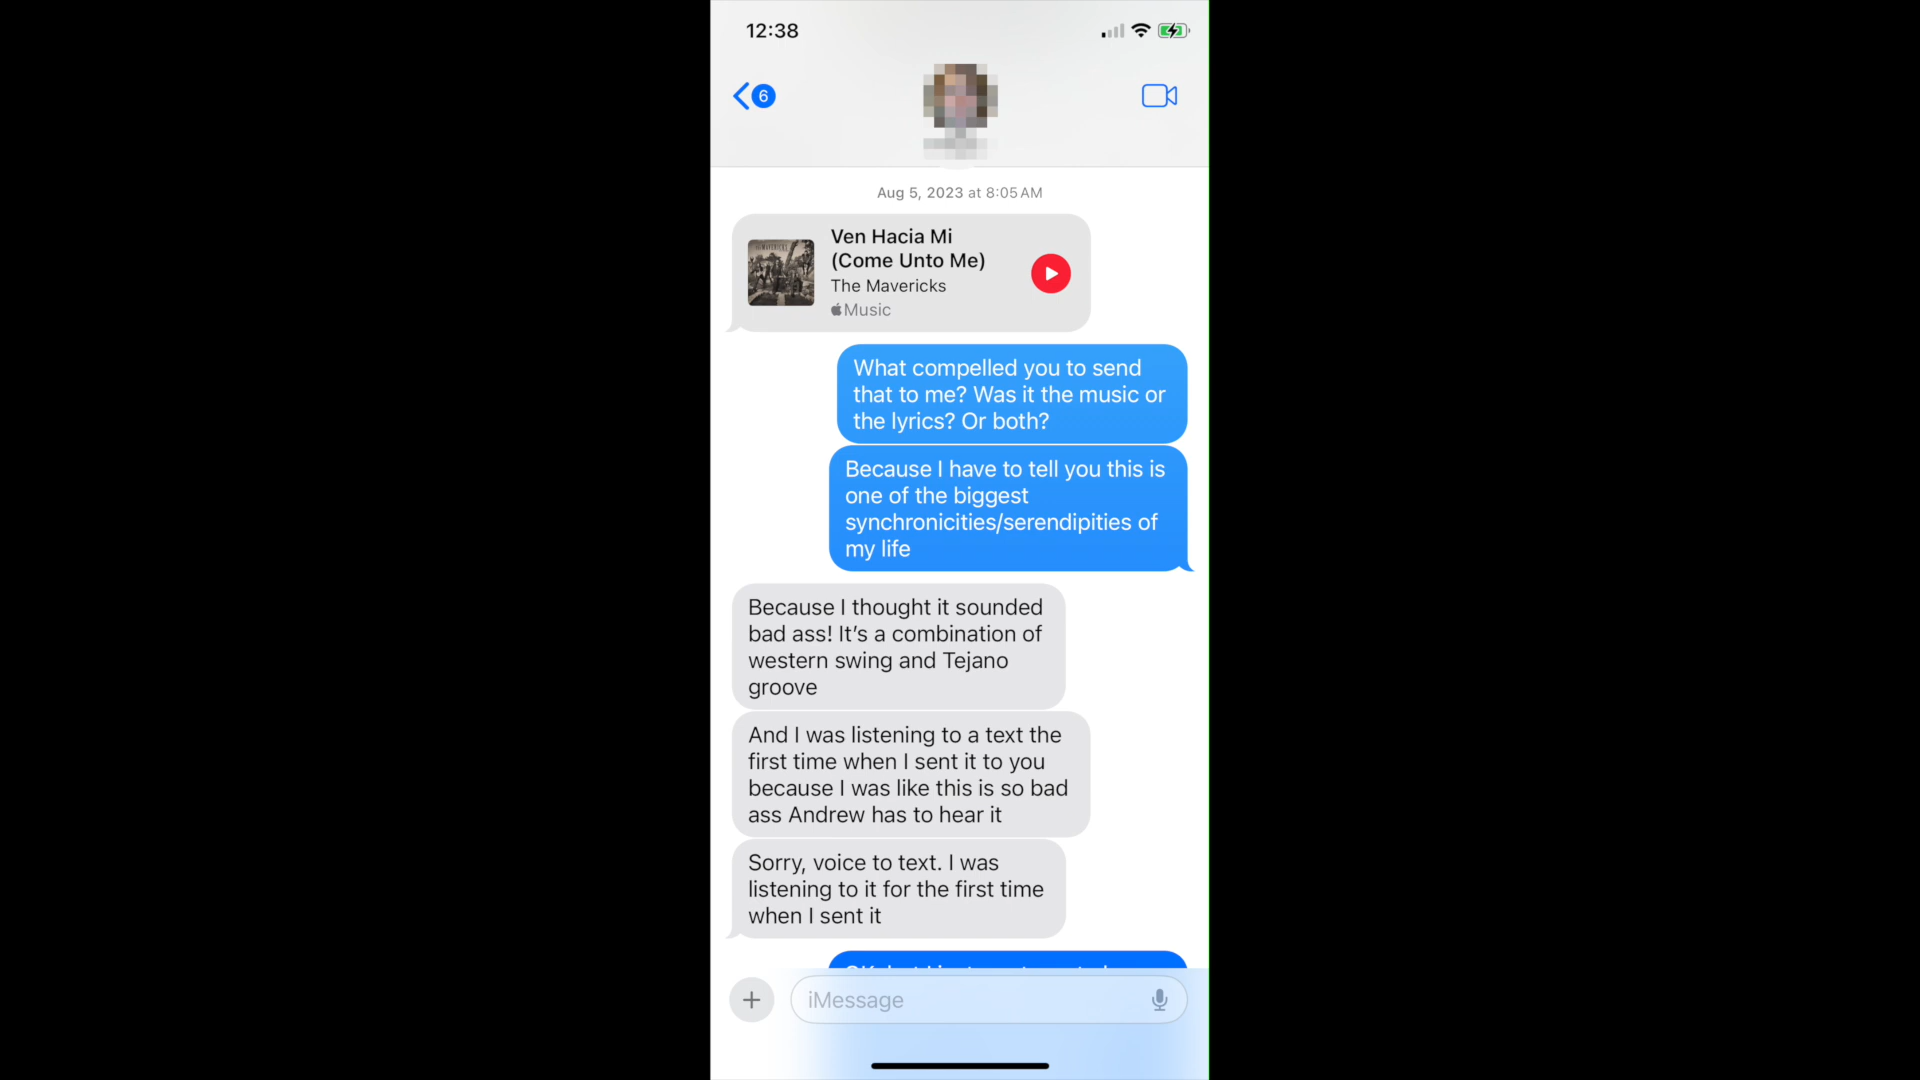 12:38
6
Aug 5, 2023 at 8:05 AM
Ven Hacia Mi
(Come Unto Me)
The Mavericks
Music
What compelled you to send
that to me? Was it the music or
the lyrics? Or both?
Because I have to tell you this is
one of the biggest
synchronicities/serendipities of
my life
Because I thought it sounded
bad ass! It’s a combination of
western swing and Tejano
groove
And I was listening to a text the
first time when I sent it to you
because I was like this is so bad
ass Andrew has to hear it
Sorry, voice to text. I was
listening to it for the first time
when I sent it
iMessage